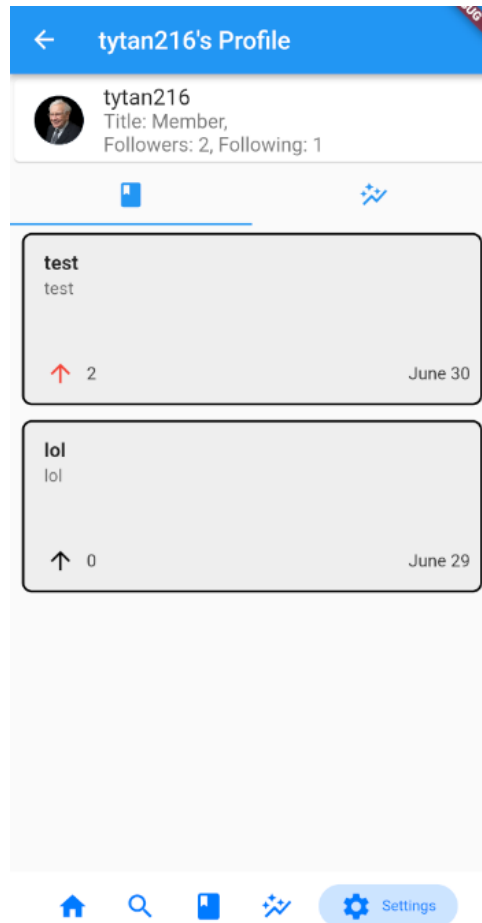 tytan216's Profile
tytan216
Title: Member,
Followers: 2, Following: 1
test
test
2
June 30
lol
lol
0
June 29
Settings